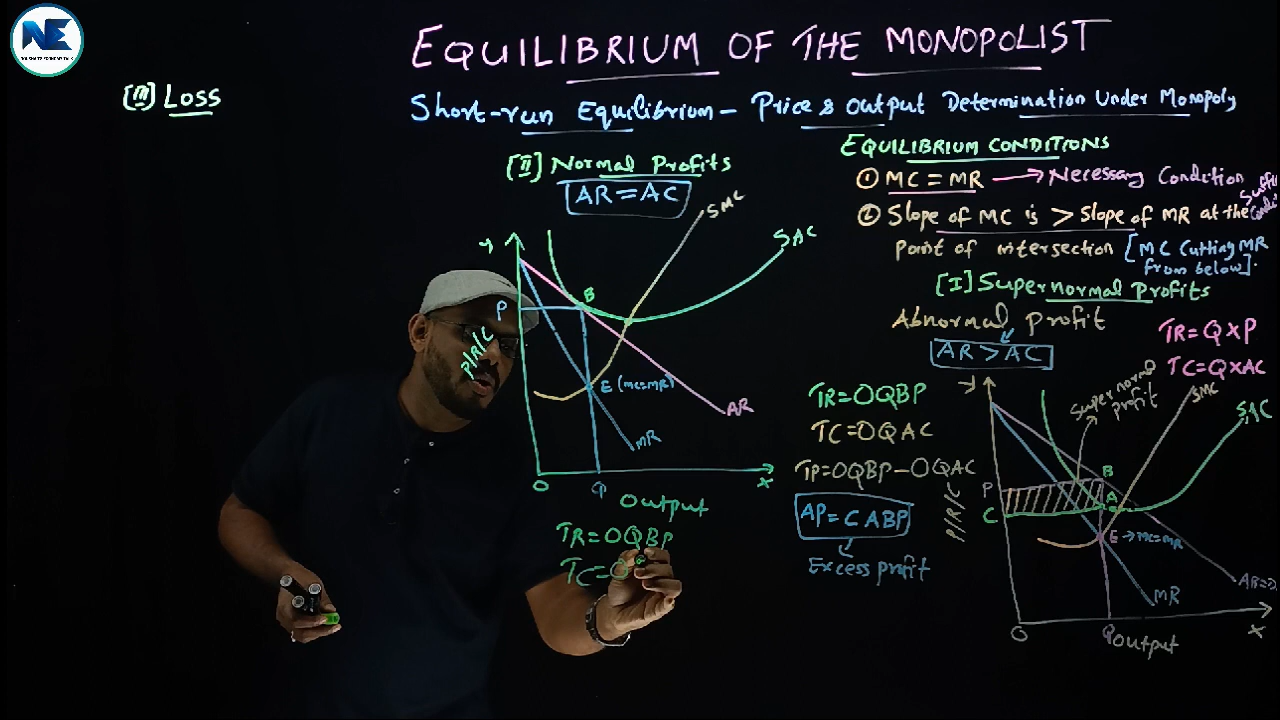 NE
EQUILIBRIUM OF THE MONOPOLIST
Short-run Equilibrium - Price & output Determination Under Monopoly
[III] Loss
[II] Normal Profits
AR = AC
SMC
SAC
Y
P
B
P/R/C
E (MC=MR)
AR
MR
O
Q
X
Output
TR = OQBP
TC = OQ
EQUILIBRIUM CONDITIONS
① MC = MR → Necessary Condition
② Slope of MC is > Slope of MR at the
Point of intersection [MC Cutting MR
from below].
[I] Supernormal Profits
Abnormal profit
AR > AC
TR = Q×P
TC = Q×AC
TR = OQBP
TC = OQAC
TP = OQBP - OQAC
AP = CABP
Excess profit
Y
Supernormal
profit
SMC
SAC
B
P
A
C
P/R/C
E → MC=MR
MR
O
Q
Output
X